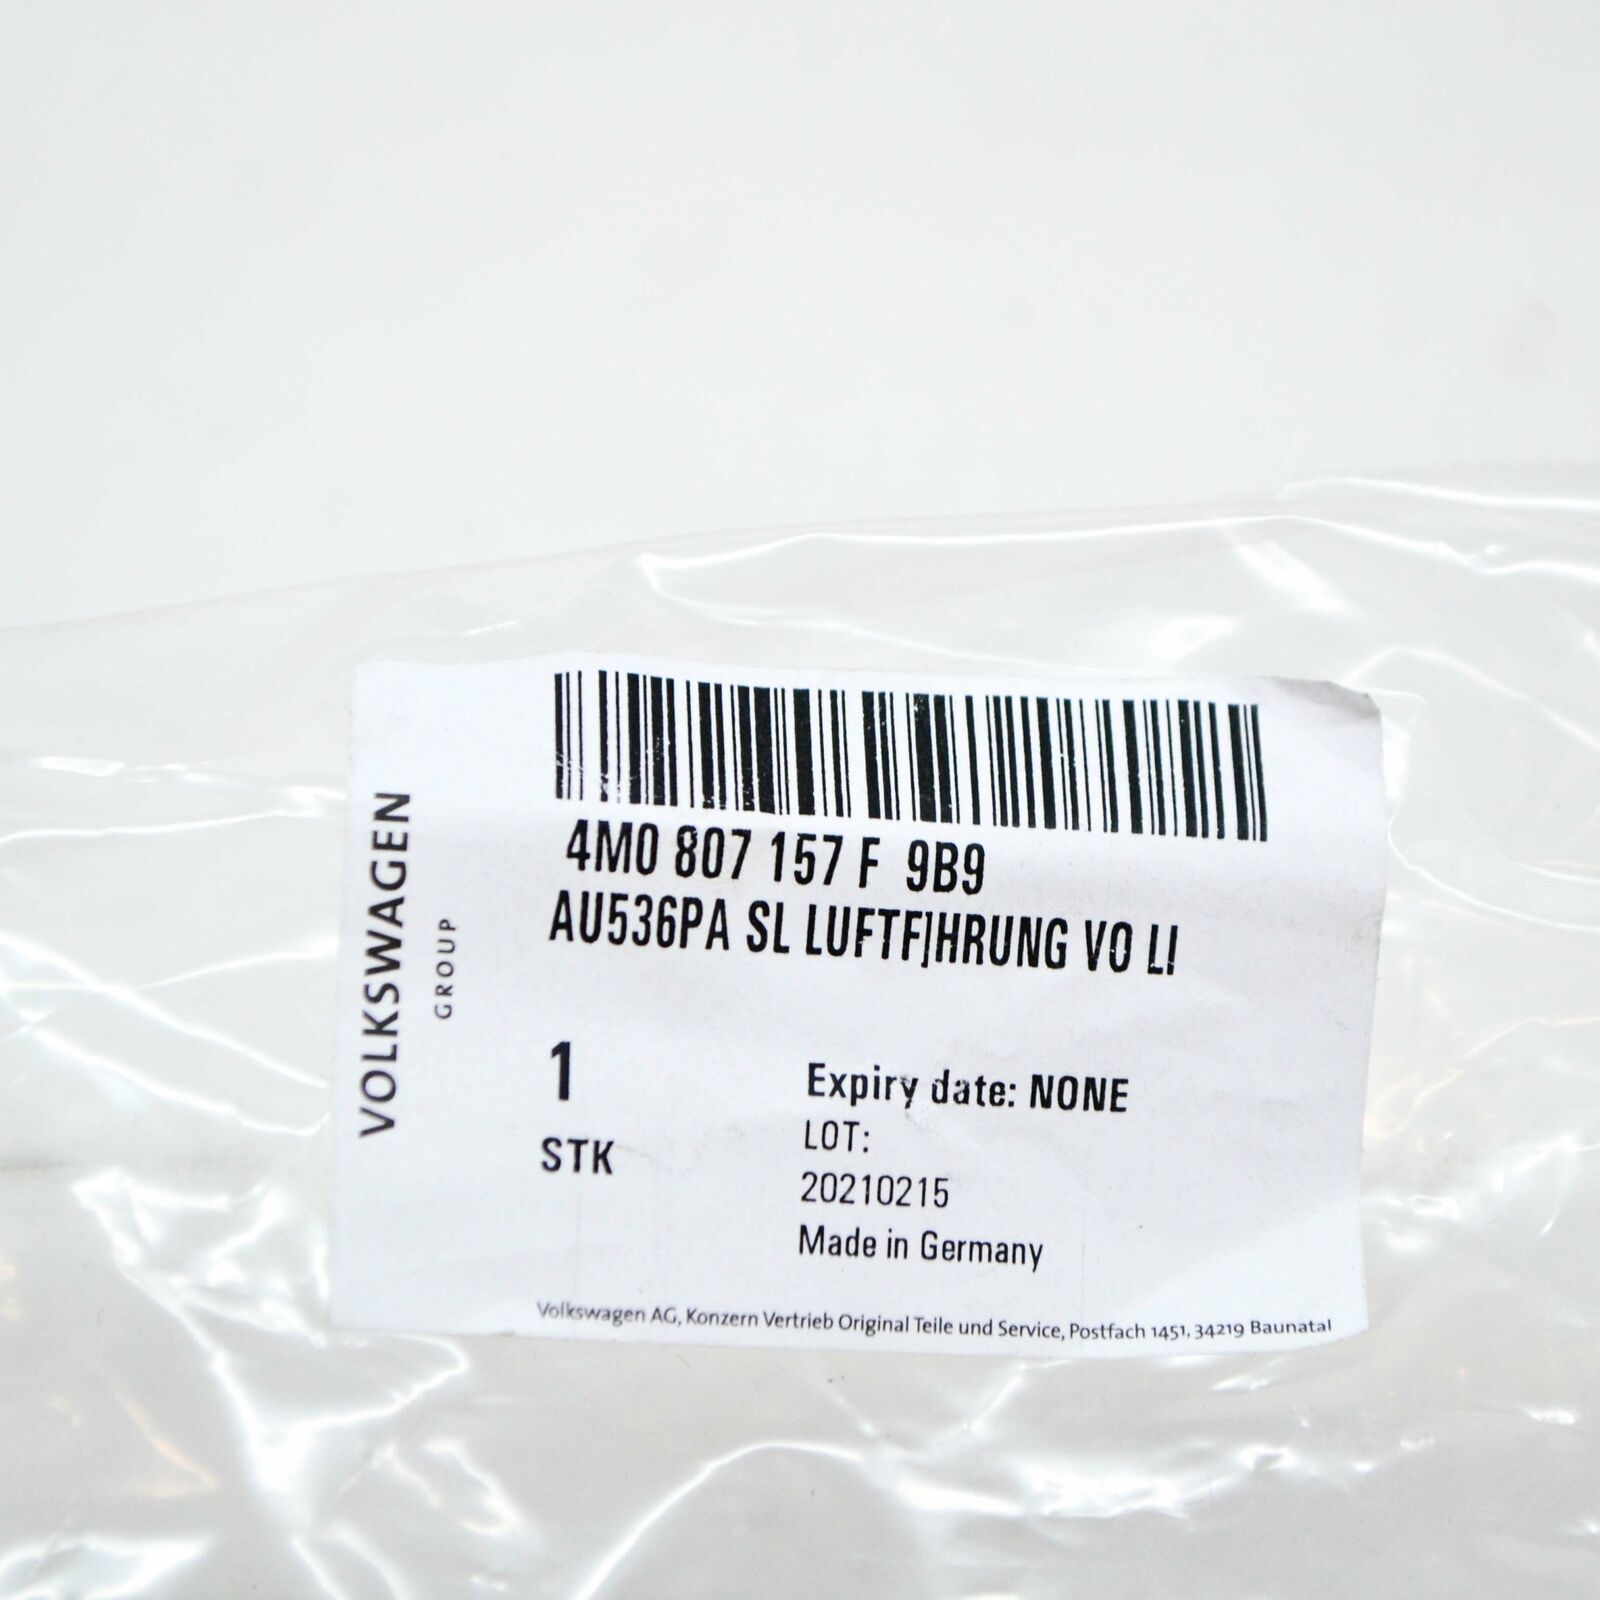 VOLKSWAGEN
GROUP
4M0 807 157 F 9B9
AU536PA SL LUFTF]HRUNG VO LI
1
STK
Expiry date: NONE
LOT:
20210215
Made in Germany
Volkswagen AG, Konzern Vertrieb Original Teile und Service, Postfach 1451, 34219 Baunatal